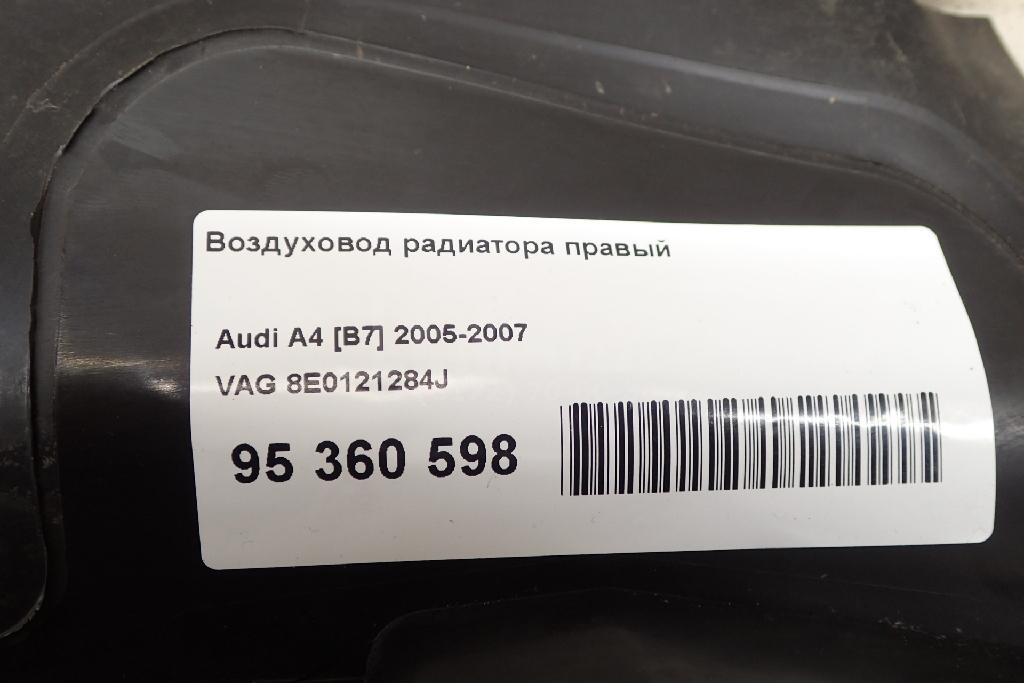 Воздуховод радиатора правый
Audi A4 [B7] 2005-2007
VAG 8E0121284J
95 360 598